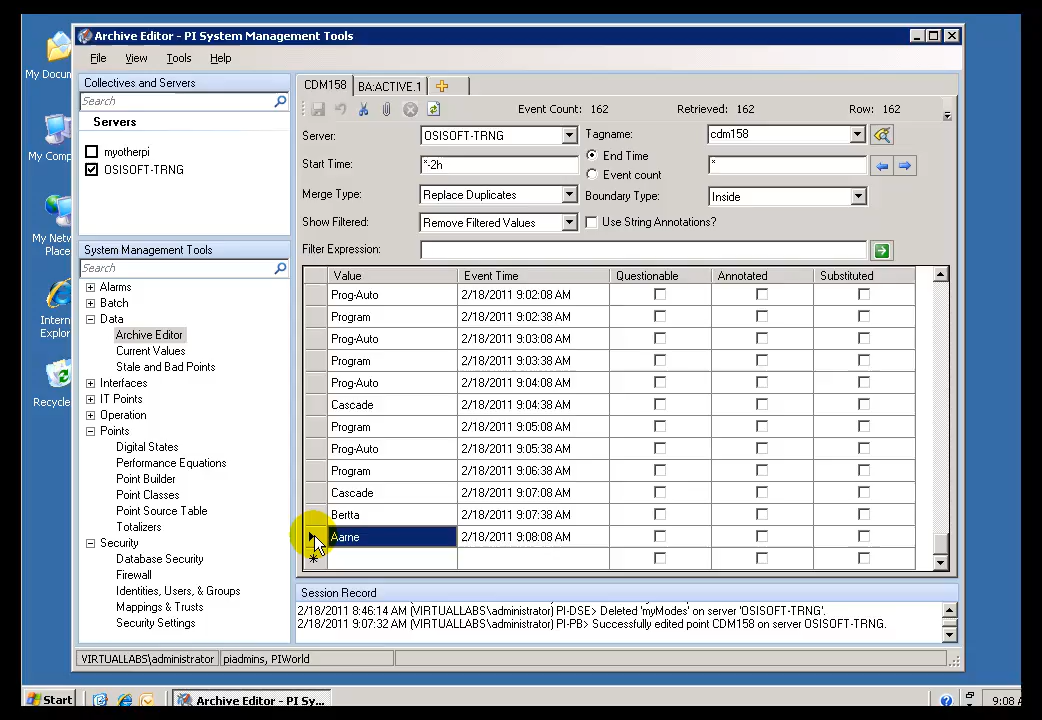 Archive Editor - PI System Management Tools
File View Tools Help
My Docum
My Comp
My Netw
Place
Intern
Explor
Recycle
Collectives and Servers
Search
Servers
myotherpi
OSISOFT-TRNG
System Management Tools
Search
Alarms
Batch
Data
Archive Editor
Current Values
Stale and Bad Points
Interfaces
IT Points
Operation
Points
Digital States
Performance Equations
Point Builder
Point Classes
Point Source Table
Totalizers
Security
Database Security
Firewall
Identities, Users, & Groups
Mappings & Trusts
Security Settings
CDM158 BA:ACTIVE.1
Event Count: 162 Retrieved: 162 Row: 162
Server: OSISOFT-TRNG Tagname: cdm158
Start Time: *-2h End Time *
Event count
Merge Type: Replace Duplicates Boundary Type: Inside
Show Filtered: Remove Filtered Values Use String Annotations?
Filter Expression:
Value Event Time Questionable Annotated Substituted
Prog-Auto 2/18/2011 9:02:08 AM
Program 2/18/2011 9:02:38 AM
Prog-Auto 2/18/2011 9:03:08 AM
Program 2/18/2011 9:03:38 AM
Prog-Auto 2/18/2011 9:04:08 AM
Cascade 2/18/2011 9:04:38 AM
Program 2/18/2011 9:05:08 AM
Prog-Auto 2/18/2011 9:05:38 AM
Program 2/18/2011 9:06:38 AM
Cascade 2/18/2011 9:07:08 AM
Bertta 2/18/2011 9:07:38 AM
Aarne 2/18/2011 9:08:08 AM
Session Record
2/18/2011 8:46:14 AM (VIRTUALLABS\administrator) PI-DSE> Deleted 'myModes' on server 'OSISOFT-TRNG'.
2/18/2011 9:07:32 AM (VIRTUALLABS\administrator) PI-PB> Successfully edited point CDM158 on server OSISOFT-TRNG.
VIRTUALLABS\administrator piadmins, PIWorld
Start Archive Editor - PI Sy... 9:08 A